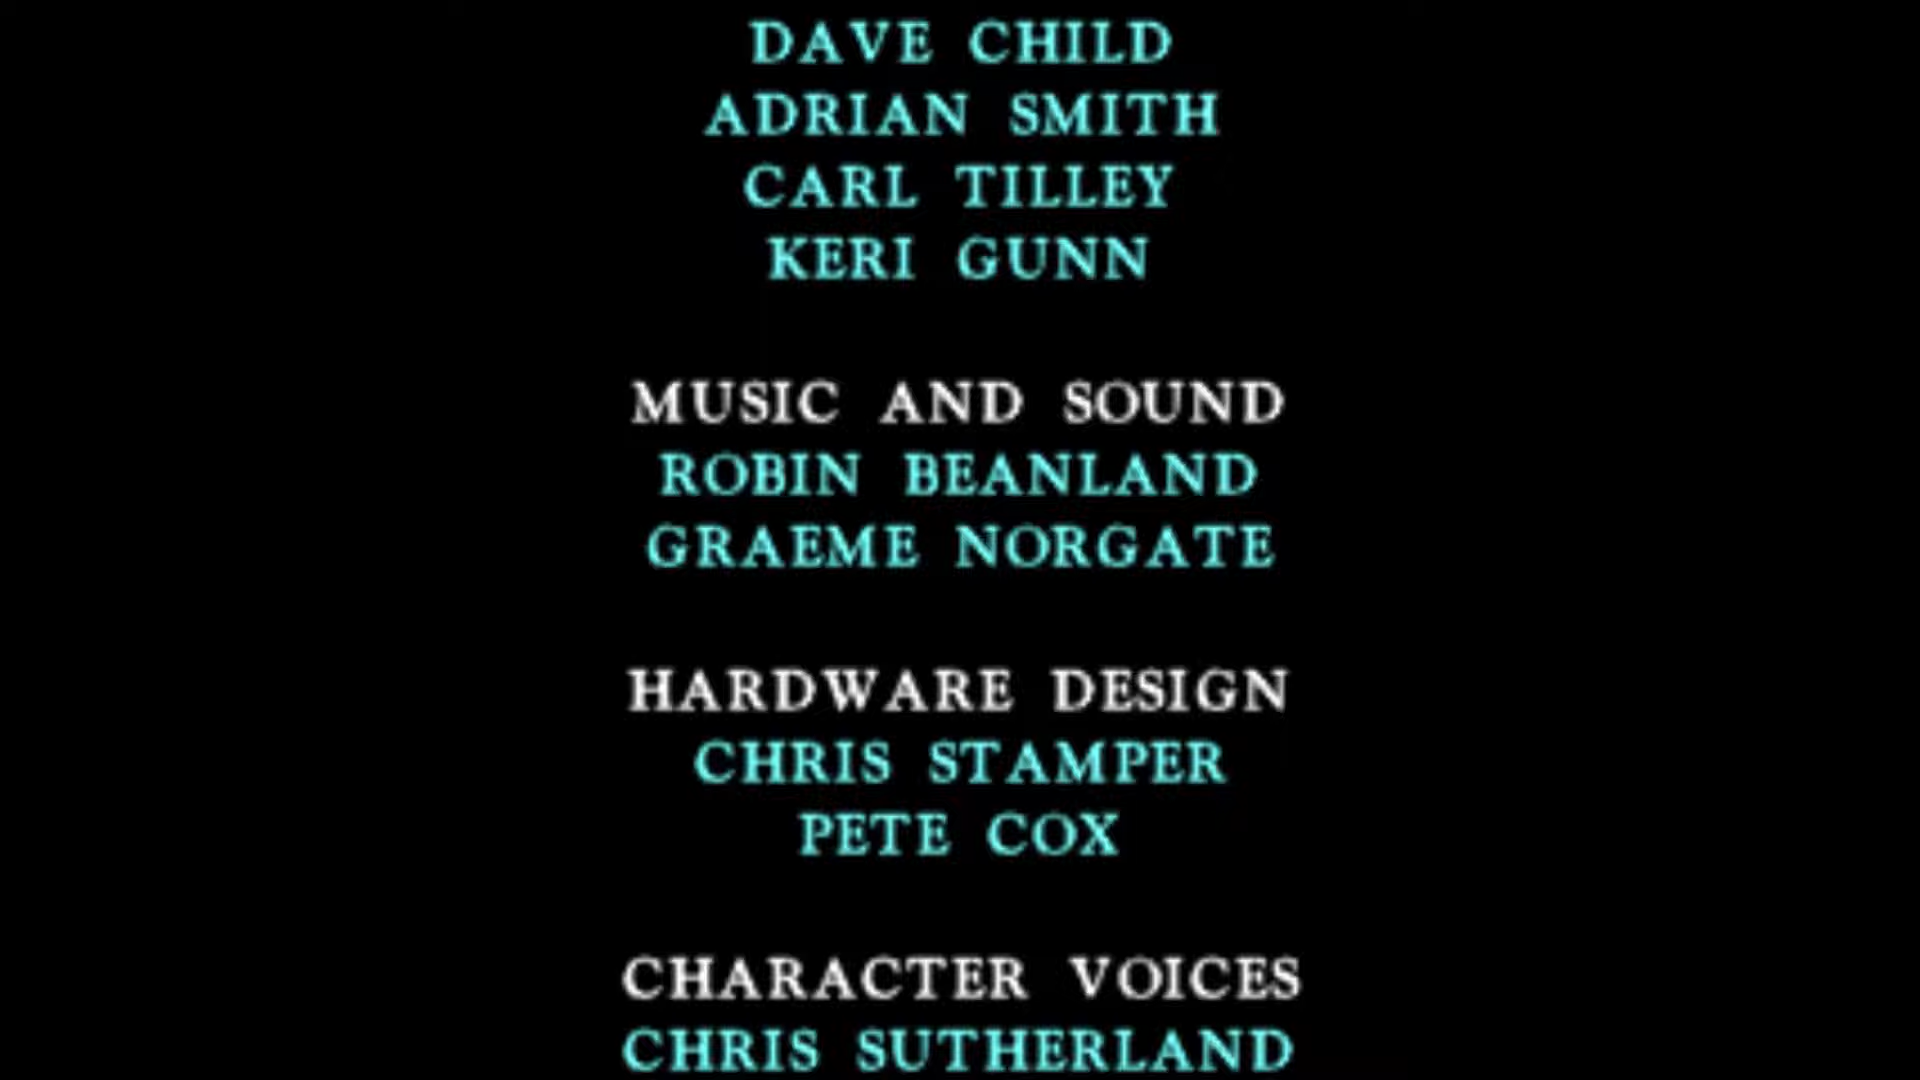 DAVE CHILD
ADRIAN SMITH
CARL TILLEY
KERI GUNN
MUSIC AND SOUND
ROBIN BEANLAND
GRAEME NORGATE
HARDWARE DESIGN
CHRIS STAMPER
PETE COX
CHARACTER VOICES
CHRIS SUTHERLAND